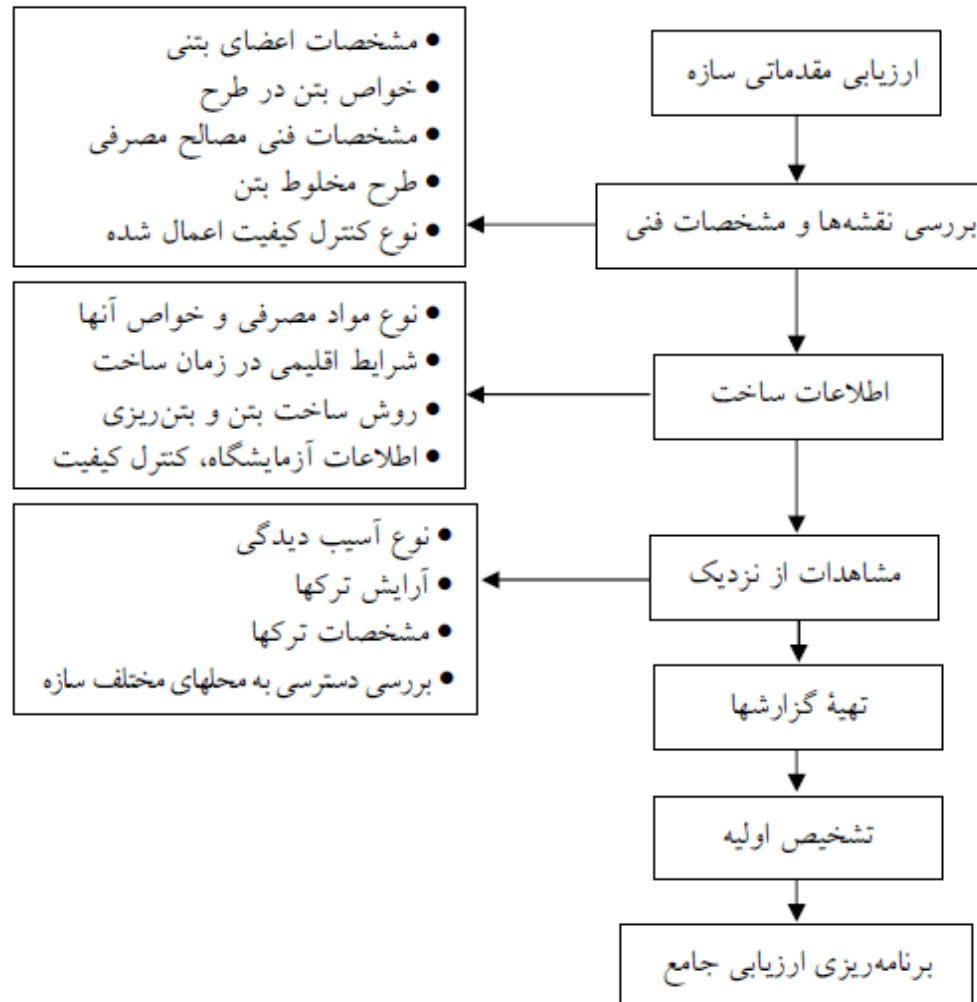 ارزیابی مقدماتی سازه
بررسی نقشه‌ها و مشخصات فنی
• مشخصات اعضای بتنی
• خواص بتن در طرح
• مشخصات فنی مصالح مصرفی
• طرح مخلوط بتن
• نوع کنترل کیفیت اعمال شده
اطلاعات ساخت
• نوع مواد مصرفی و خواص آنها
• شرایط اقلیمی در زمان ساخت
• روش ساخت بتن و بتن‌ریزی
• اطلاعات آزمایشگاه، کنترل کیفیت
مشاهدات از نزدیک
• نوع آسیب دیدگی
• آرایش ترکها
• مشخصات ترکها
• بررسی دسترسی به محلهای مختلف سازه
تهیهٔ گزارشها
تشخیص اولیه
برنامه‌ریزی ارزیابی جامع